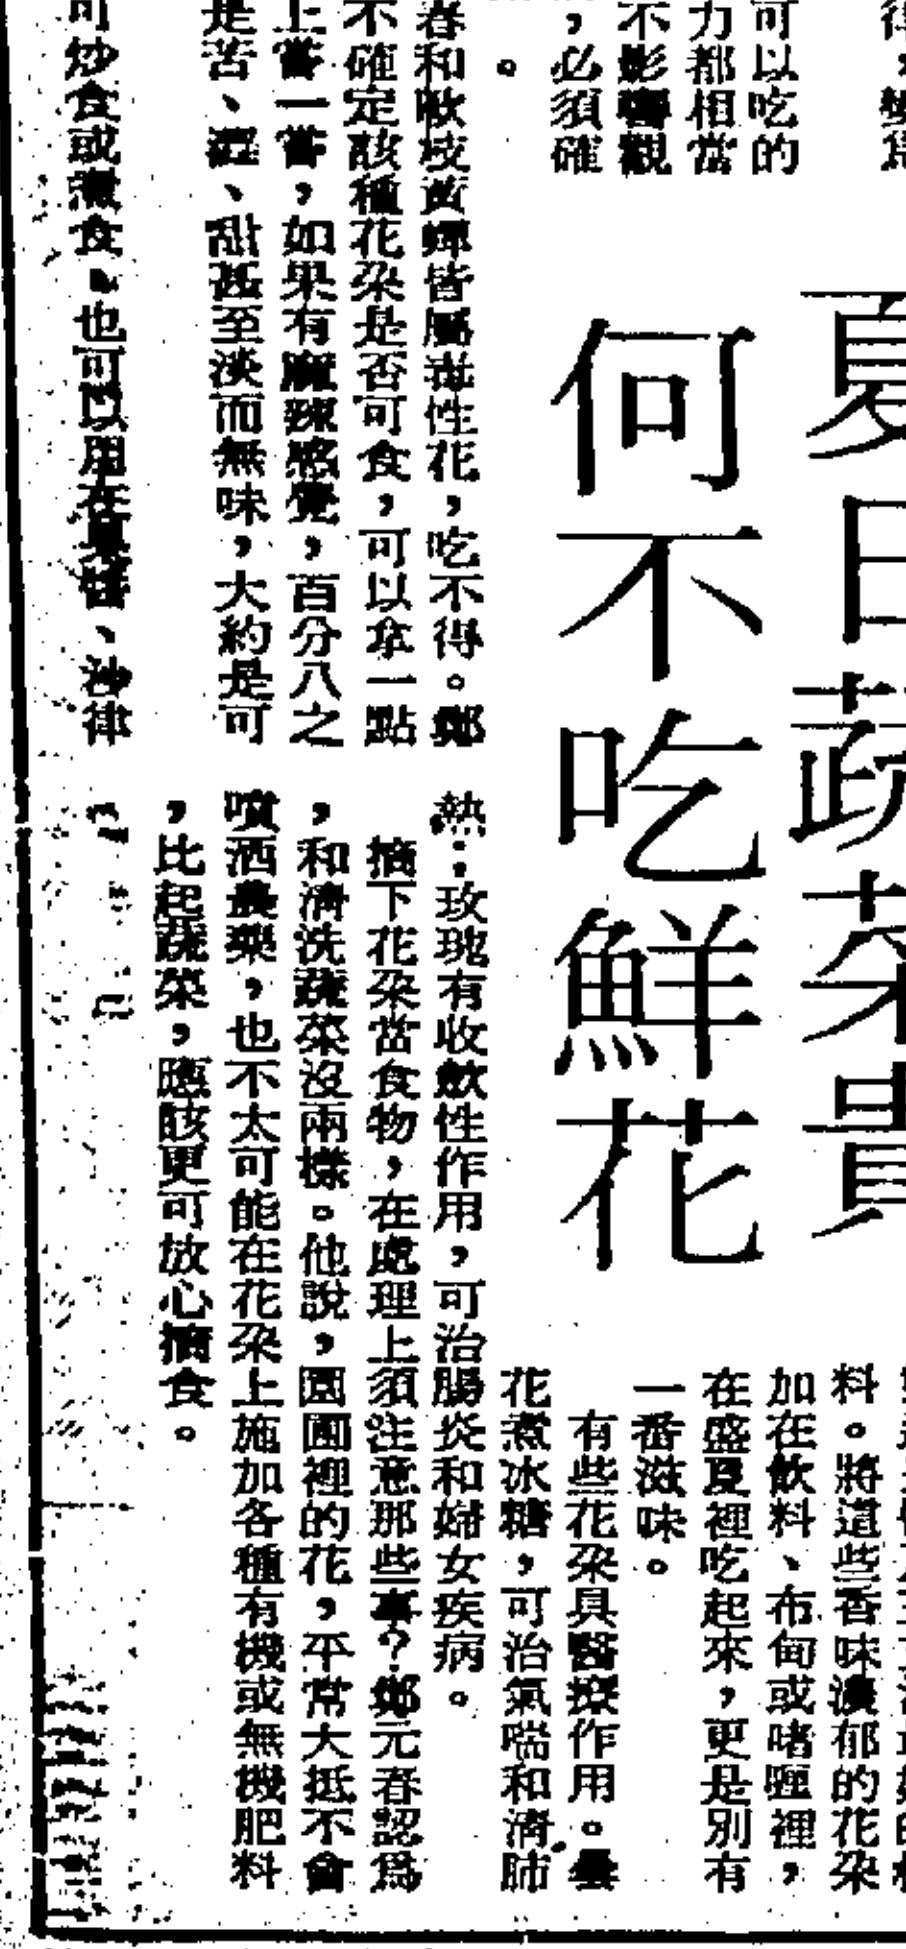 夏日蔬菜貴
何不吃鮮花
可以吃的
力都相當
不影響觀
，必須確
。
春和軟枝黃蟬皆屬毒性花，吃不得。鄭
不確定該種花朵是否可食，可以拿一點
上嘗一嘗，如果有麻辣感覺，百分八之
是苦、澀、甜甚至淡而無味，大約是可
可炒食或煮食。也可以用在、沙律
料。將這些香味濃郁的花朵
加在飲料、布甸或啫喱裡，
在盛夏裡吃起來，更是別有
一番滋味。
有些花朵具醫療作用。曇
花煮冰糖，可治氣喘和清肺
熱；玫瑰有收歛性作用，可治腸炎和婦女疾病。
摘下花朵當食物，在處理上須注意那些事？鄭元春認爲
，和清洗蔬菜沒兩樣。他說，園圃裡的花，平常大抵不會
噴洒農藥，也不太可能在花朵上施加各種有機或無機肥料
，比起蔬菜，應該更可放心摘食。